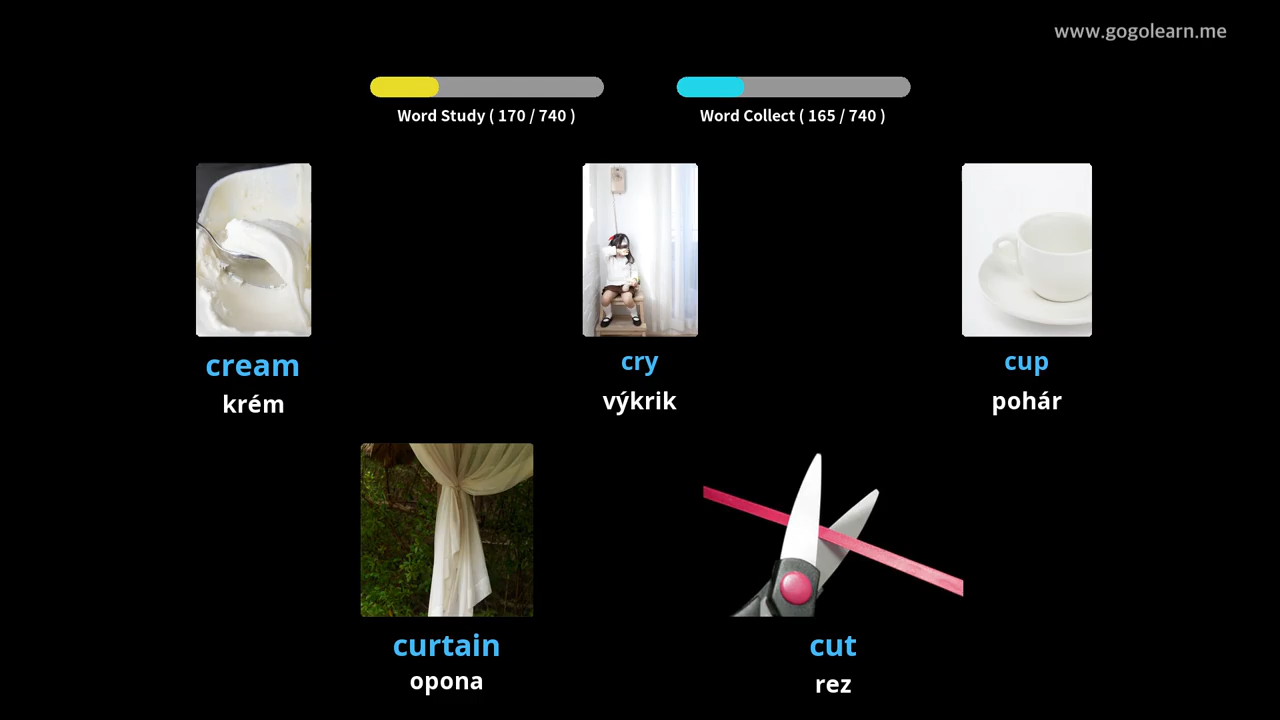 www.gogolearn.me
Word Study ( 170 / 740 )
Word Collect ( 165 / 740 )
cream
krém
cry
výkrik
cup
pohár
curtain
opona
cut
rez